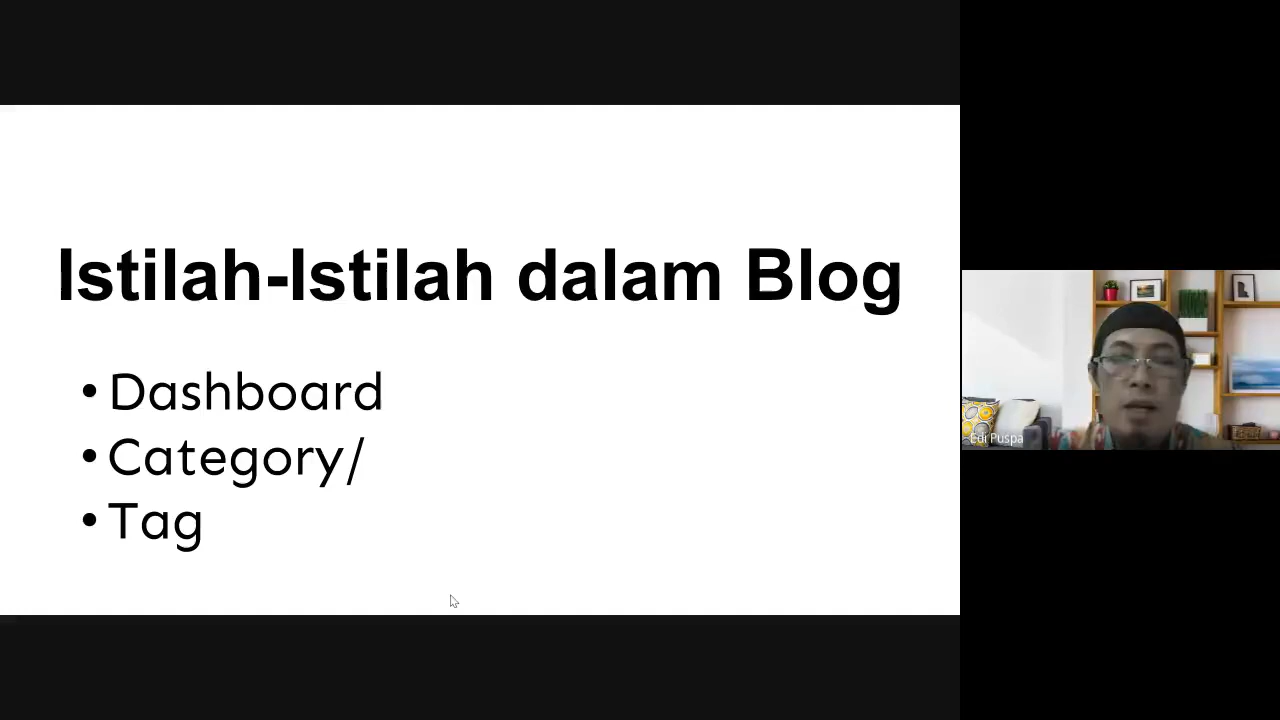 Istilah-Istilah dalam Blog
• Dashboard
• Category/
• Tag
Edi Puspa